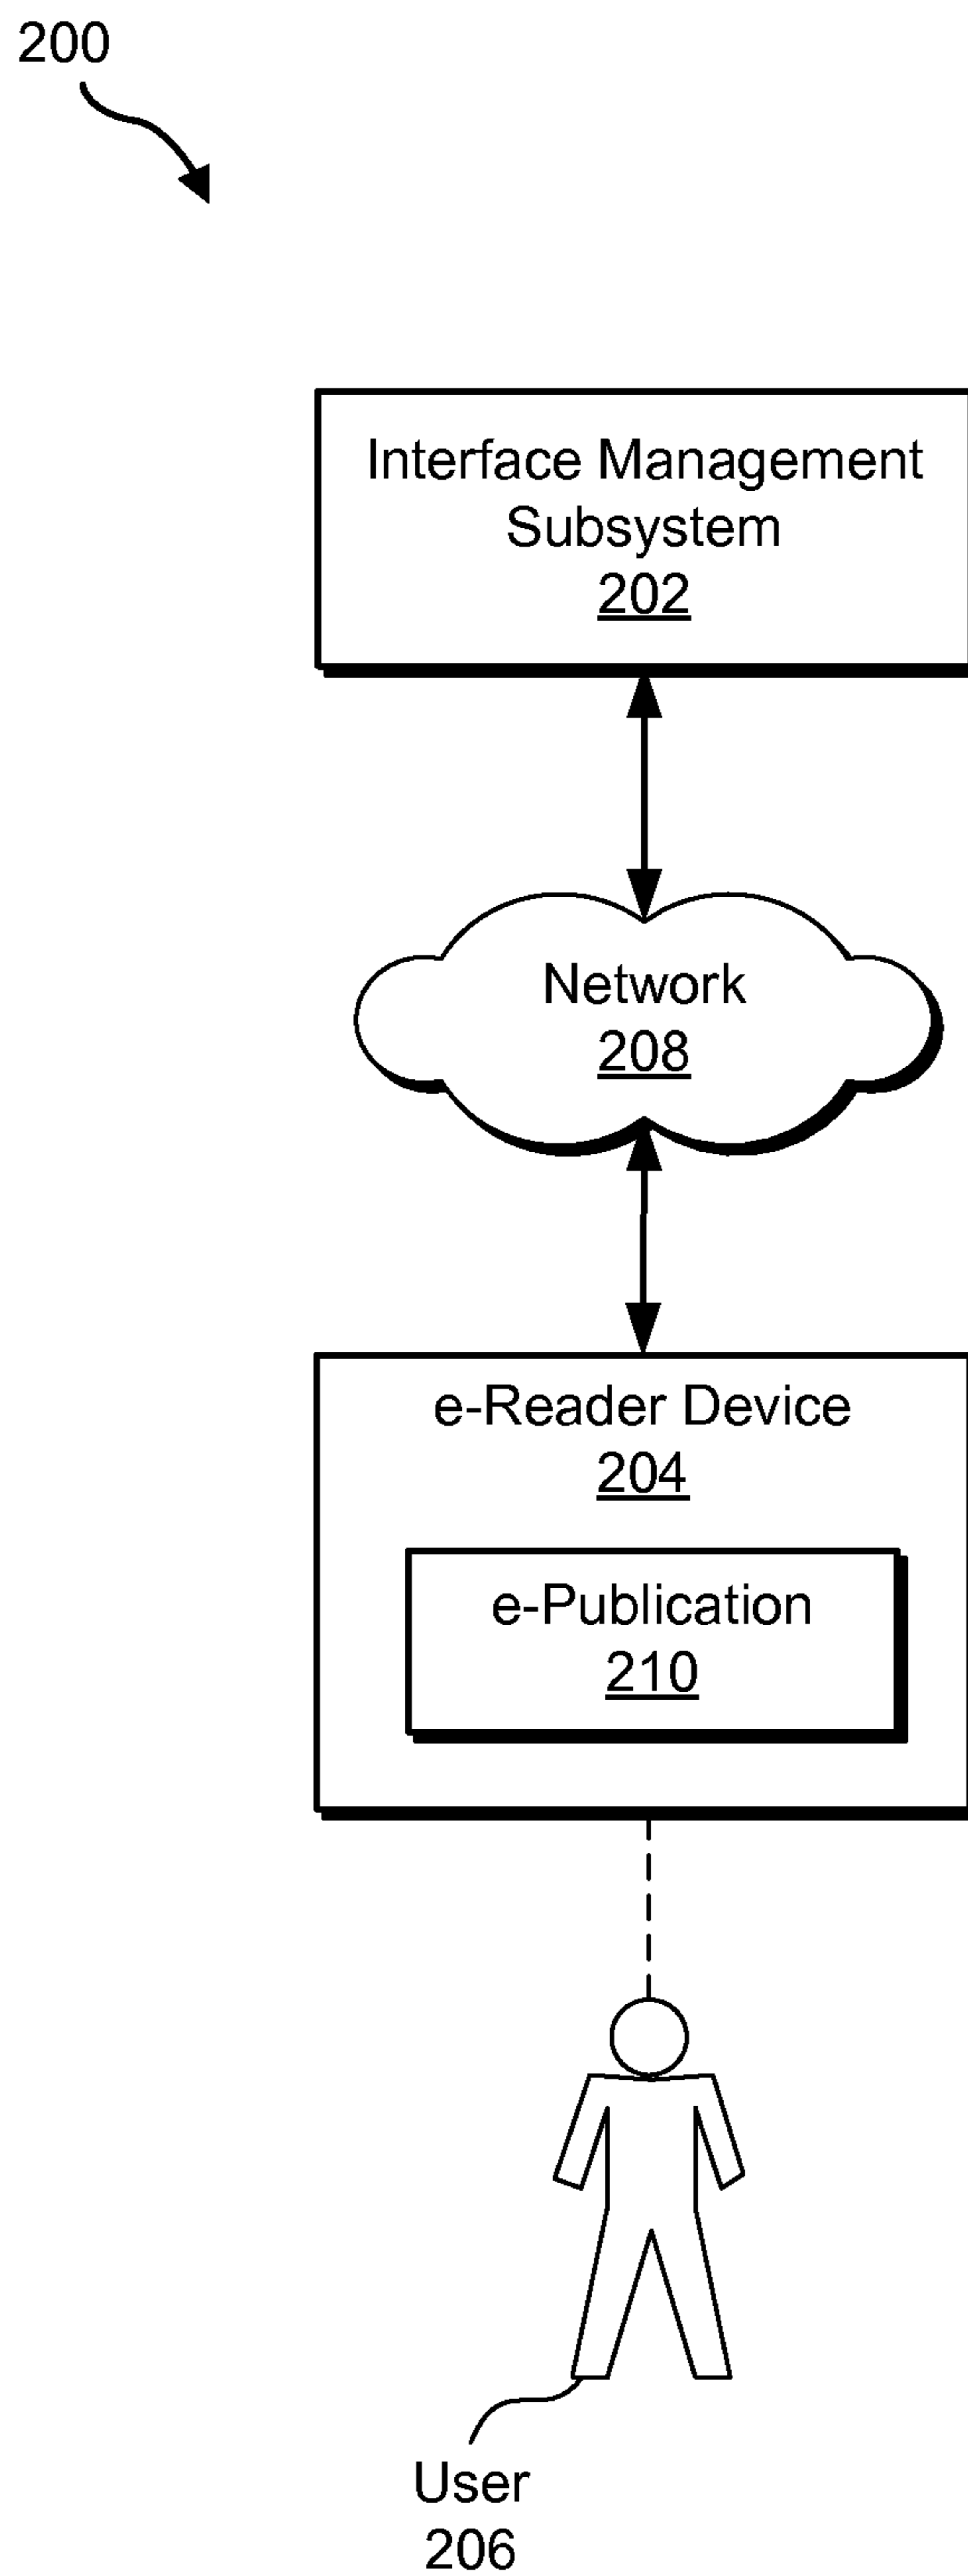 200
Interface Management
Subsystem
202
Network
208
e-Reader Device
204
e-Publication
210
User
206